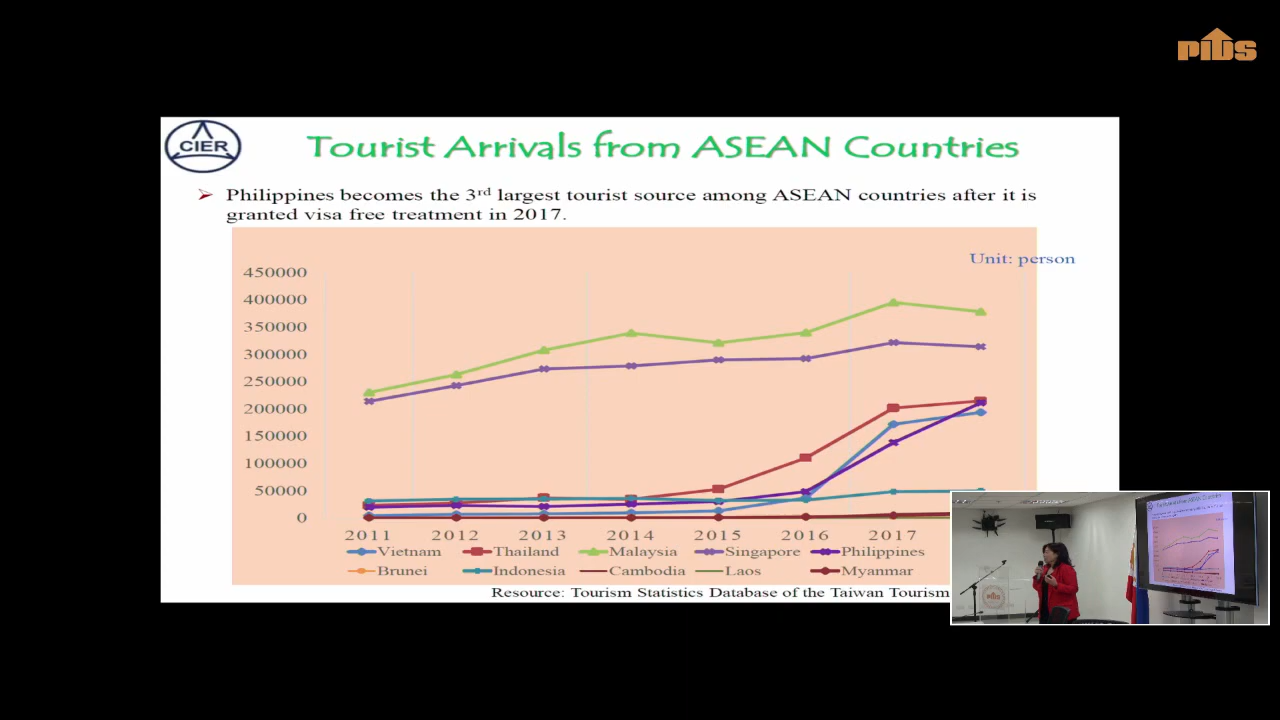 PIDS
CIER
Tourist Arrivals from ASEAN Countries
➢ Philippines becomes the 3rd largest tourist source among ASEAN countries after it is
granted visa free treatment in 2017.
Unit: person
450000
400000
350000
300000
250000
200000
150000
100000
50000
0
2011 2012 2013 2014 2015 2016 2017
Vietnam Thailand Malaysia Singapore Philippines
Brunei Indonesia Cambodia Laos Myanmar
Resource: Tourism Statistics Database of the Taiwan Tourism